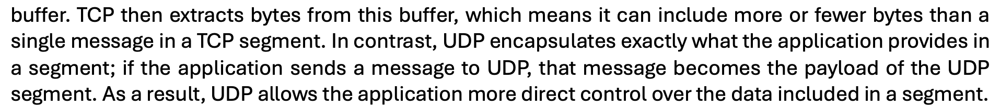 buffer. TCP then extracts bytes from this buffer, which means it can include more or fewer bytes than a
single message in a TCP segment. In contrast, UDP encapsulates exactly what the application provides in
a segment; if the application sends a message to UDP, that message becomes the payload of the UDP
segment. As a result, UDP allows the application more direct control over the data included in a segment.